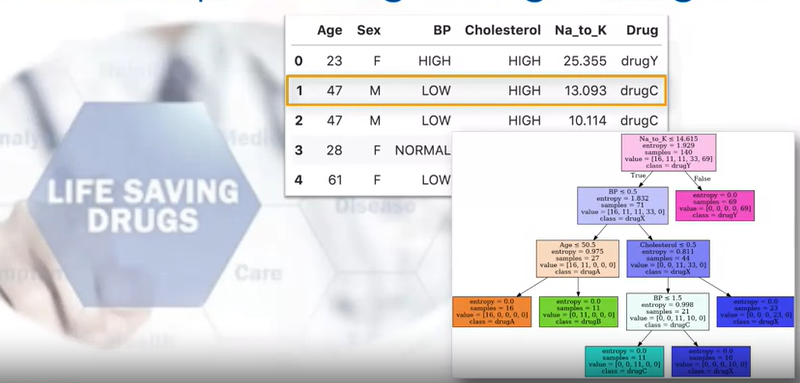 Age Sex BP Cholesterol Na_to_K Drug
0 23 F HIGH HIGH 25.355 drugY
1 47 M LOW HIGH 13.093 drugC
2 47 M LOW HIGH 10.114 drugC
3 28 F NORMAL
4 61 F LOW
LIFE SAVING
DRUGS
Disease
Care
Na_to_K ≤ 14.615
entropy = 1.929
samples = 140
value = [16, 11, 11, 33, 69]
class = drugY
True
False
BP ≤ 0.5
entropy = 1.832
samples = 71
value = [16, 11, 11, 33, 0]
class = drugX
entropy = 0.0
samples = 69
value = [0, 0, 0, 0, 69]
class = drugY
Age ≤ 50.5
entropy = 0.975
samples = 27
value = [16, 11, 0, 0, 0]
class = drugA
Cholesterol ≤ 0.5
entropy = 0.811
samples = 44
value = [0, 0, 11, 33, 0]
class = drugX
entropy = 0.0
samples = 16
value = [16, 0, 0, 0, 0]
class = drugA
entropy = 0.0
samples = 11
value = [0, 11, 0, 0, 0]
class = drugB
BP ≤ 1.5
entropy = 0.998
samples = 21
value = [0, 0, 11, 10, 0]
class = drugC
entropy = 0.0
samples = 23
value = [0, 0, 0, 23, 0]
class = drugX
entropy = 0.0
samples = 11
value = [0, 0, 11, 0, 0]
class = drugC
entropy = 0.0
samples = 10
value = [0, 0, 0, 10, 0]
class = drugX